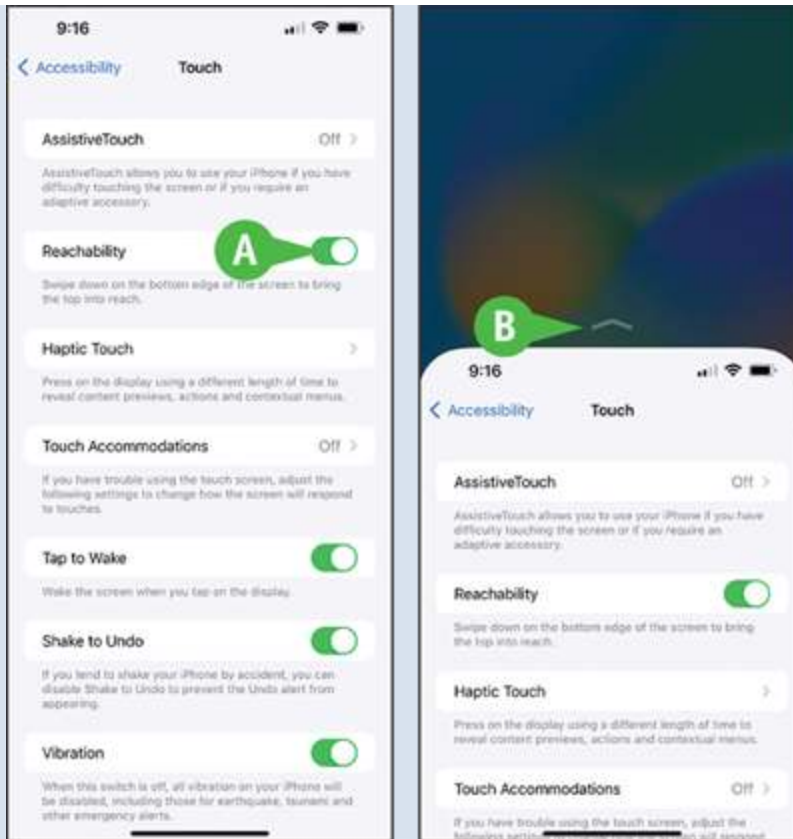 9:16
Accessibility
Touch
AssistiveTouch
Off
AssistiveTouch allows you to use your iPhone if you have
difficulty touching the screen or if you require an
adaptive accessory.
Reachability
A
Swipe down on the bottom edge of the screen to bring
the top into reach.
Haptic Touch
Press on the display using a different length of time to
reveal content previews, actions and contextual menus.
Touch Accommodations
Off
If you have trouble using the touch screen, adjust the
following settings to change how the screen will respond
to touches.
Tap to Wake
Wake the screen when you tap on the display.
Shake to Undo
If you tend to shake your iPhone by accident, you can
disable Shake to Undo to prevent the Undo alert from
appearing.
Vibration
When this switch is off, all vibration on your iPhone will
be disabled, including those for earthquake, tsunami and
other emergency alerts.
B
9:16
Accessibility
Touch
AssistiveTouch
Off
AssistiveTouch allows you to use your iPhone if you have
difficulty touching the screen or if you require an
adaptive accessory.
Reachability
Swipe down on the bottom edge of the screen to bring
the top into reach.
Haptic Touch
Press on the display using a different length of time to
reveal content previews, actions and contextual menus.
Touch Accommodations
Off
If you have trouble using the touch screen, adjust the